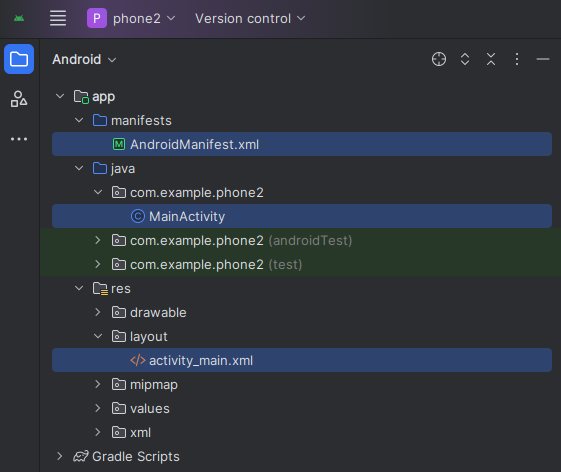 P phone2 Version control
Android
app
manifests
M AndroidManifest.xml
java
com.example.phone2
C MainActivity
com.example.phone2 (androidTest)
com.example.phone2 (test)
res
drawable
layout
</> activity_main.xml
mipmap
values
xml
Gradle Scripts